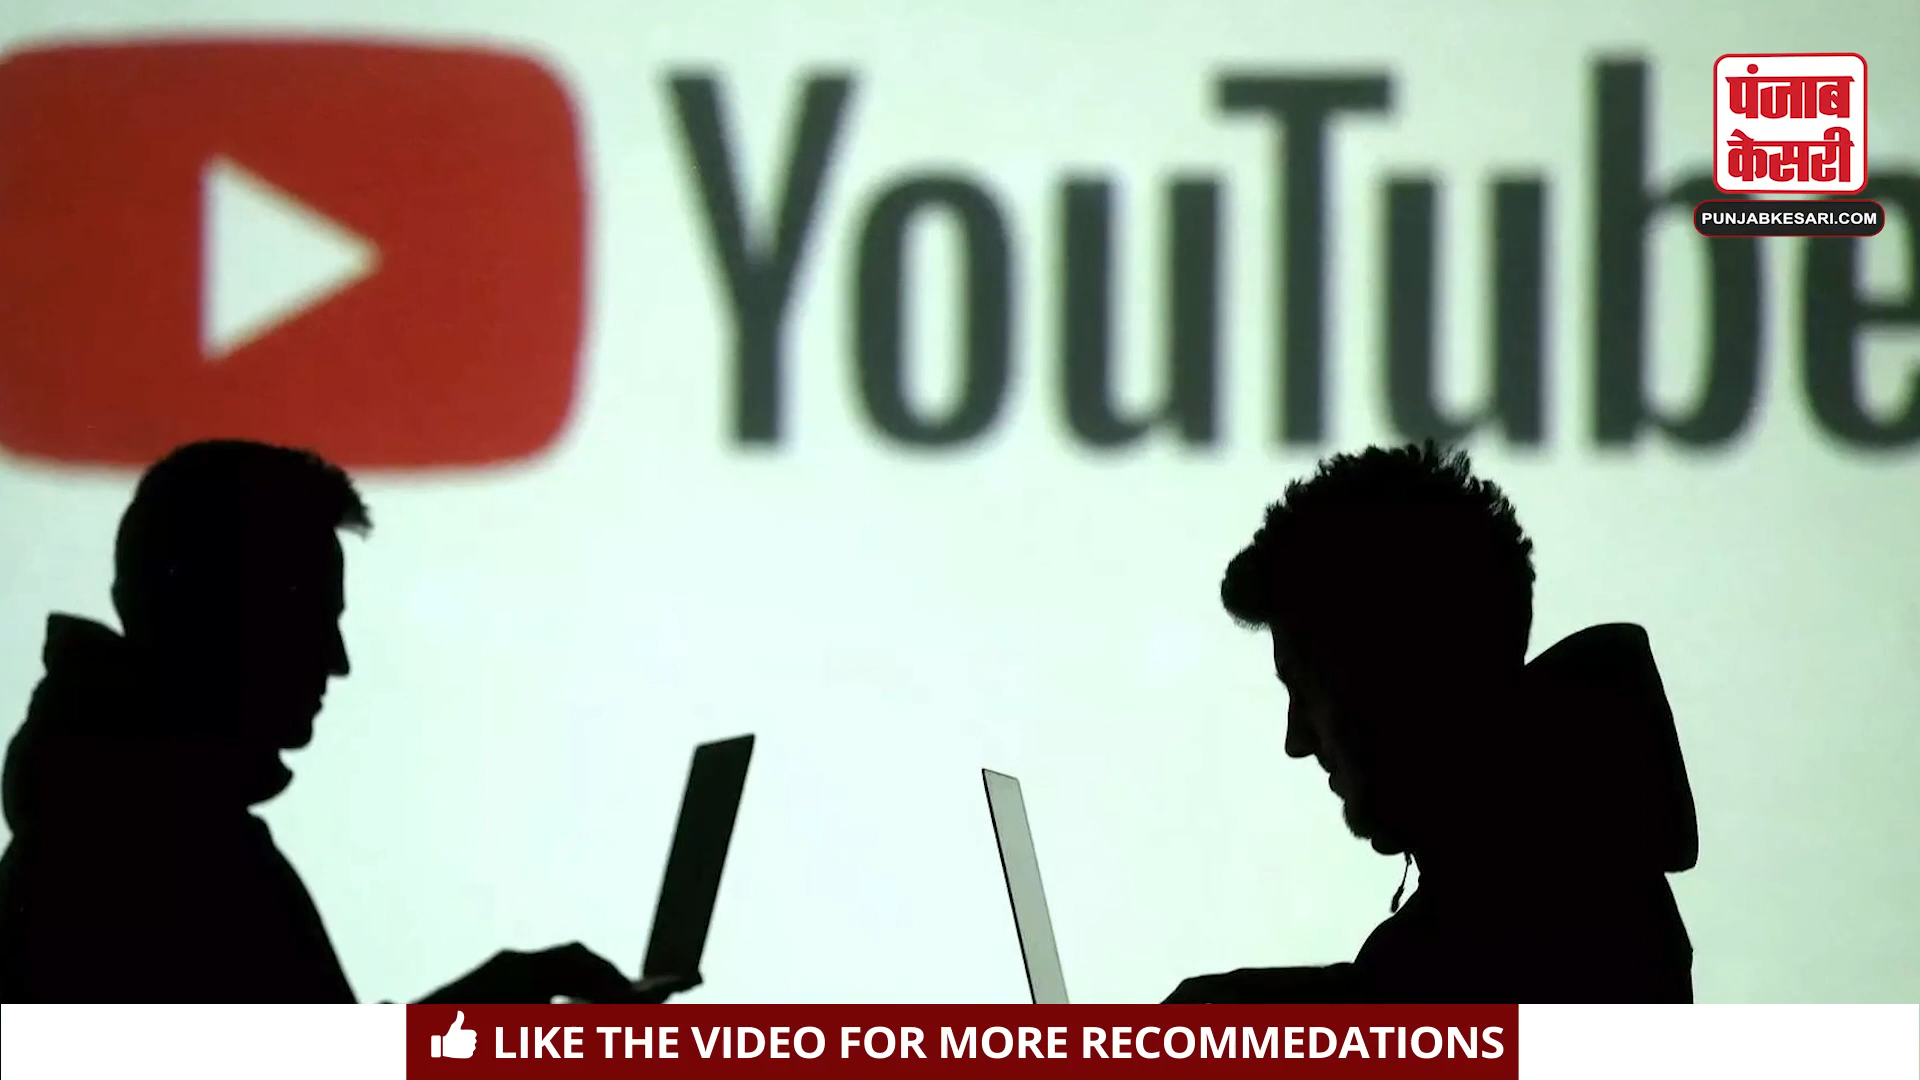 YouTube
पंजाब
केसरी
PUNJABKESARI.COM
LIKE THE VIDEO FOR MORE RECOMMEDATIONS